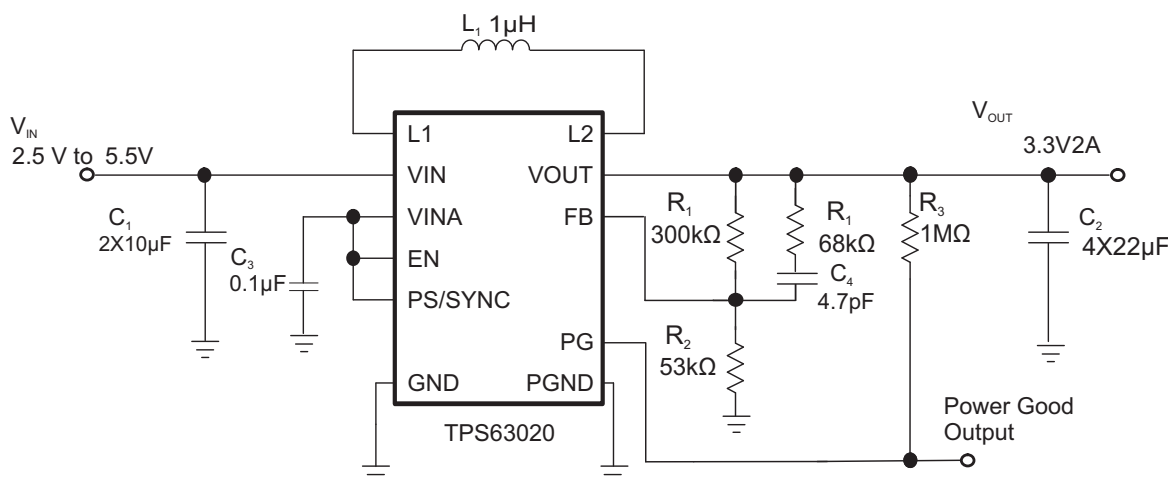 L₁ 1µH
V_IN
2.5 V to 5.5V
L1
L2
V_OUT
3.3V2A
VIN
VOUT
C₁
2X10µF
VINA
FB
R₁
300kΩ
R₁
68kΩ
R₃
1MΩ
C₂
4X22µF
C₃
0.1µF
EN
C₄
4.7pF
PS/SYNC
PG
R₂
53kΩ
GND
PGND
TPS63020
Power Good
Output